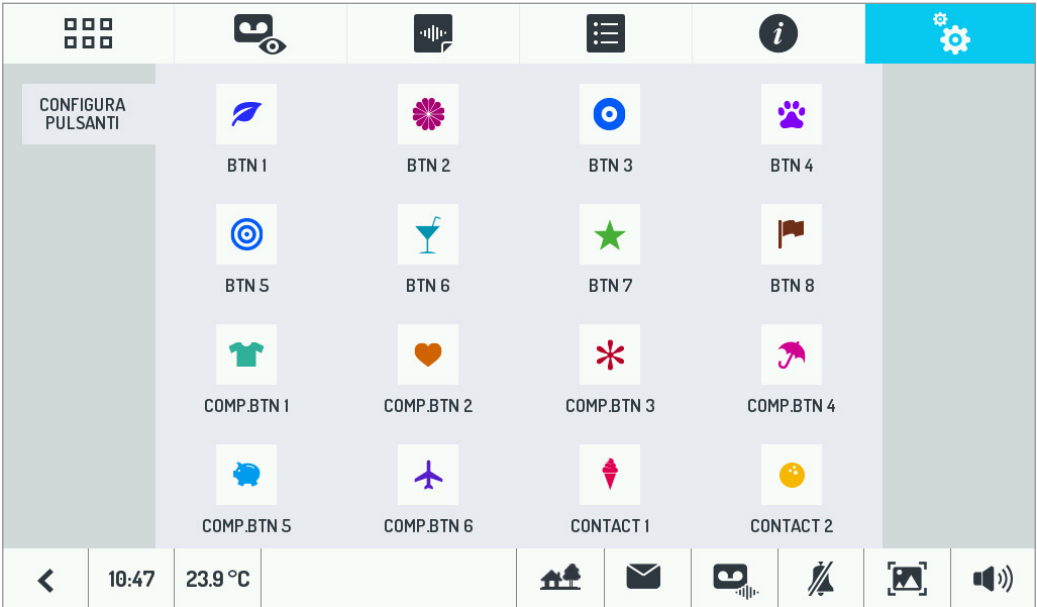 CONFIGURA
PULSANTI
BTN 1
BTN 2
BTN 3
BTN 4
BTN 5
BTN 6
BTN 7
BTN 8
COMP.BTN 1
COMP.BTN 2
COMP.BTN 3
COMP.BTN 4
COMP.BTN 5
COMP.BTN 6
CONTACT 1
CONTACT 2
10:47
23.9 °C